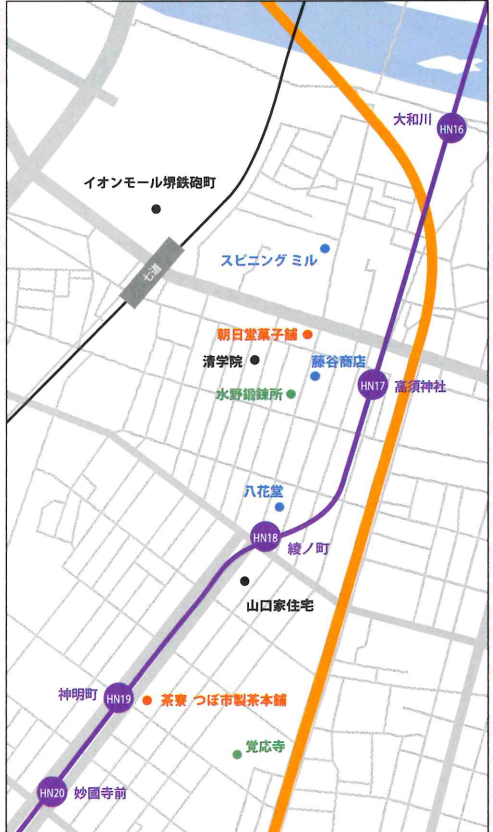 大和川
HN16
イオンモール堺鉄砲町
スピニング ミル
七道
朝日堂菓子舗
清学院
藤谷商店
水野鍛錬所
HN17
高須神社
八花堂
HN18
綾ノ町
山口家住宅
神明町
HN19
茶寮 つぼ市製茶本舗
覚応寺
HN20
妙國寺前